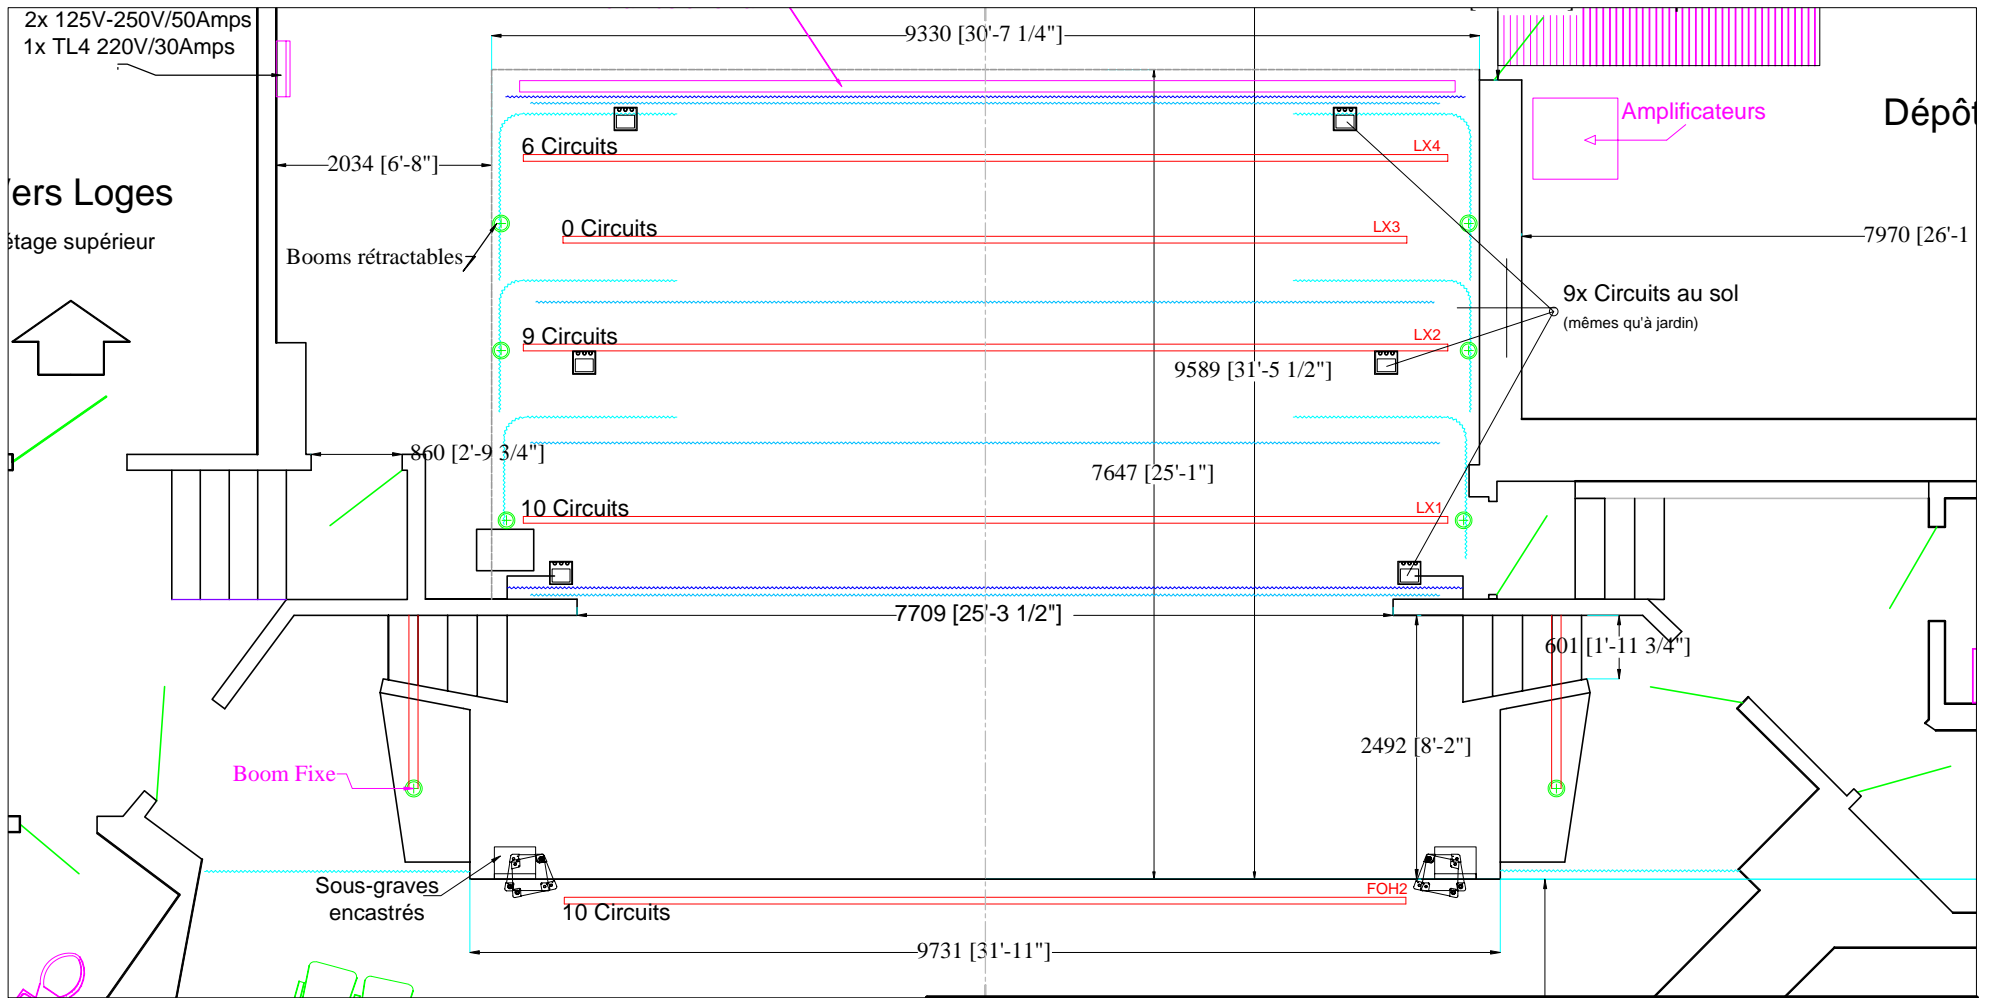 2x 125V-250V/50Amps
1x TL4 220V/30Amps
9330 [30'-7 1/4"]
Amplificateurs
Dépôt
6 Circuits
LX4
2034 [6'-8"]
ers Loges
étage supérieur
0 Circuits
LX3
7970 [26'-1
Booms rétractables
9x Circuits au sol
(mêmes qu'à jardin)
9 Circuits
LX2
9589 [31'-5 1/2"]
860 [2'-9 3/4"]
7647 [25'-1"]
10 Circuits
LX1
7709 [25'-3 1/2"]
601 [1'-11 3/4"]
2492 [8'-2"]
Boom Fixe
Sous-graves
encastrés
FOH2
10 Circuits
9731 [31'-11"]